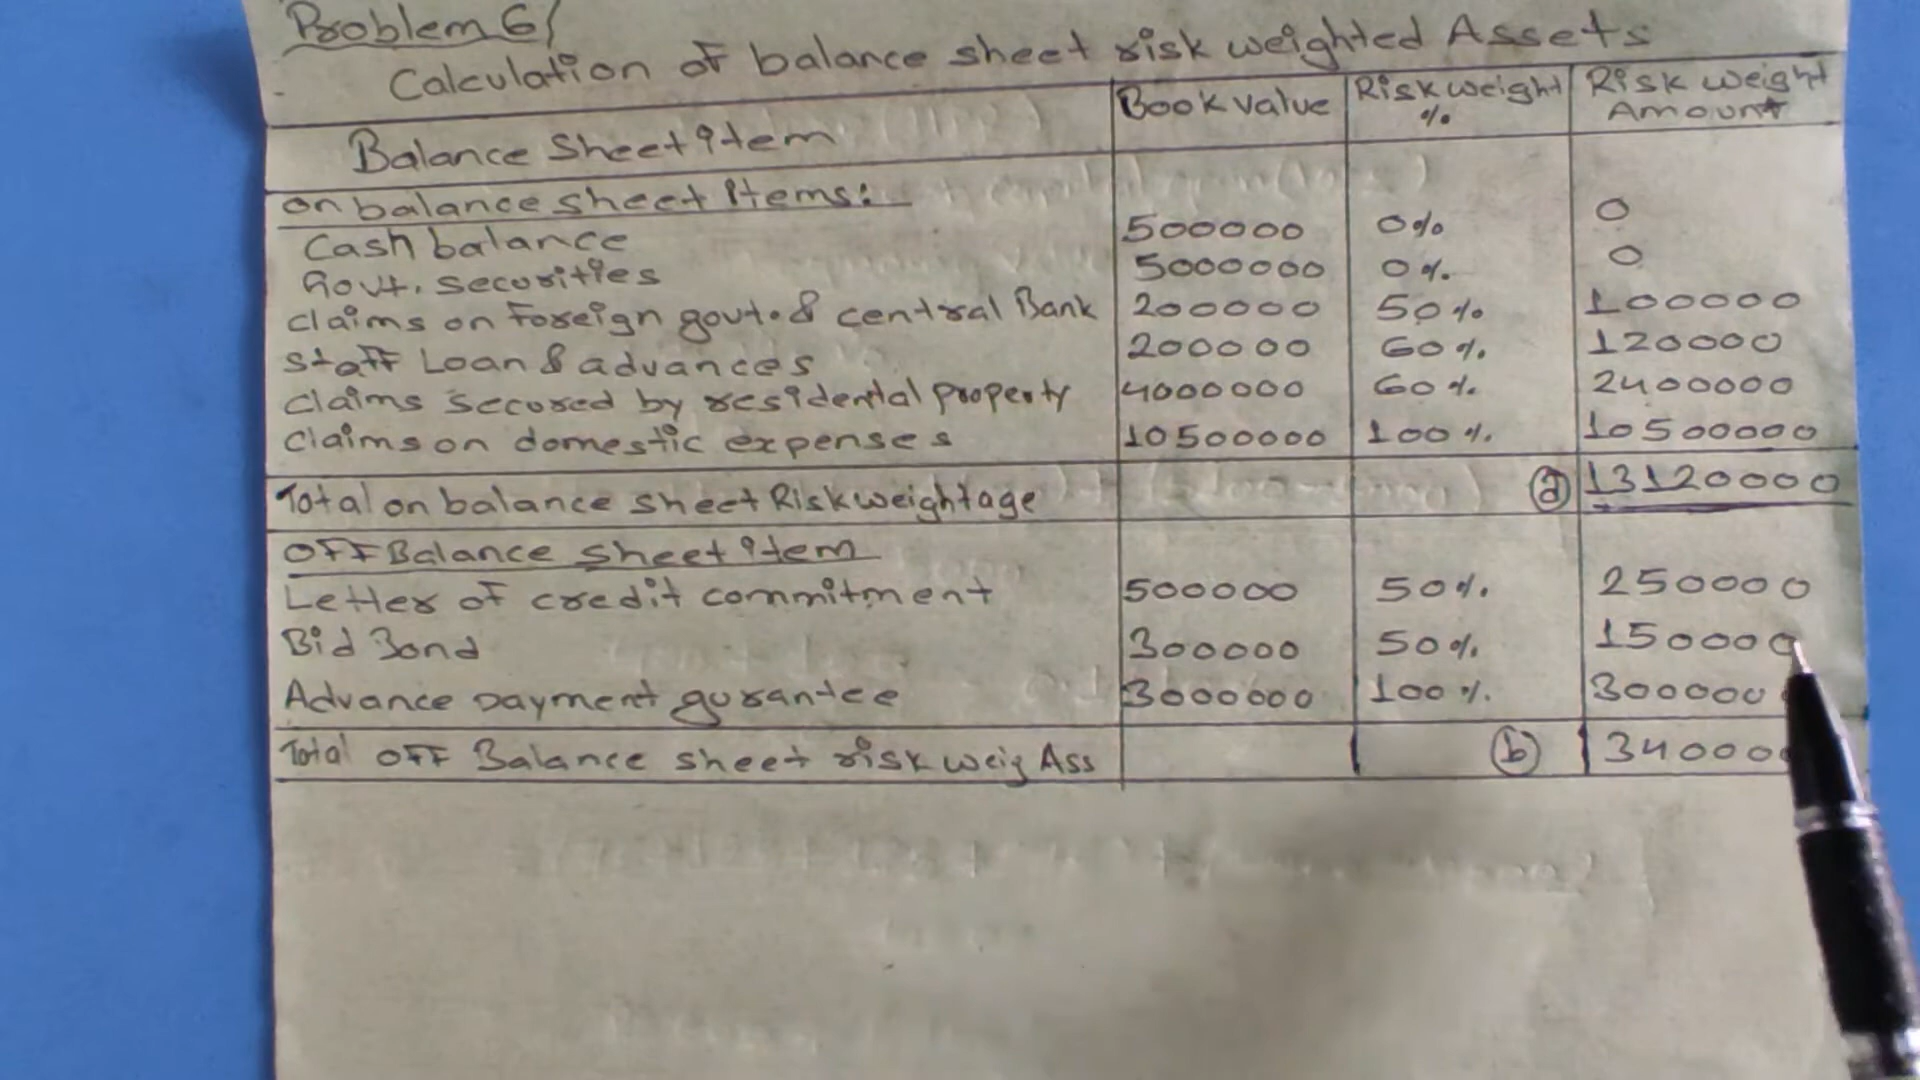 Problem 6/
Calculation of balance sheet risk weighted Assets
Balance Sheet item Book value Risk weight % Risk weight Amount
on balance sheet items:
Cash balance 500000 0% 0
Govt. securities 5000000 0% 0
claims on Foreign govt. & central Bank 200000 50% 100000
Staff Loan & advances 200000 60% 120000
claims secured by residental property 4000000 60% 2400000
claims on domestic expenses 10500000 100% 10500000
Total on balance sheet Risk weightage (a) 13120000
OFF Balance sheet item
Letter of credit commitment 500000 50% 250000
Bid Bond 300000 50% 150000
Advance payment gurantee 3000000 100% 300000
Total OFF Balance sheet risk weig Ass (b) 34000